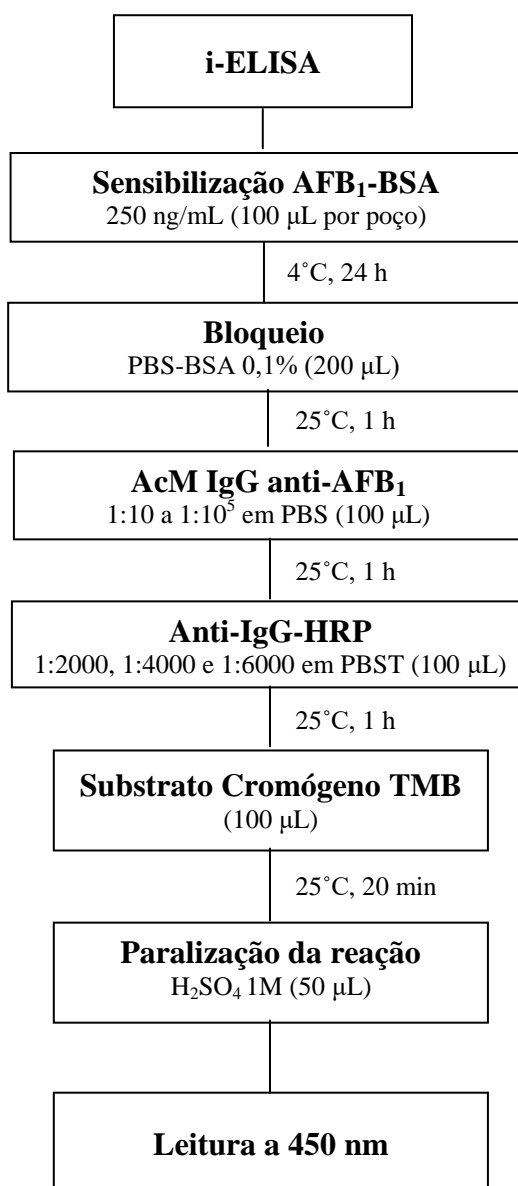 i-ELISA
Sensibilização AFB₁-BSA
250 ng/mL (100 μL por poço)
4˚C, 24 h
Bloqueio
PBS-BSA 0,1% (200 μL)
25˚C, 1 h
AcM IgG anti-AFB₁
1:10 a 1:10⁵ em PBS (100 μL)
25˚C, 1 h
Anti-IgG-HRP
1:2000, 1:4000 e 1:6000 em PBST (100 μL)
25˚C, 1 h
Substrato Cromógeno TMB
(100 μL)
25˚C, 20 min
Paralização da reação
H₂SO₄ 1M (50 μL)
Leitura a 450 nm